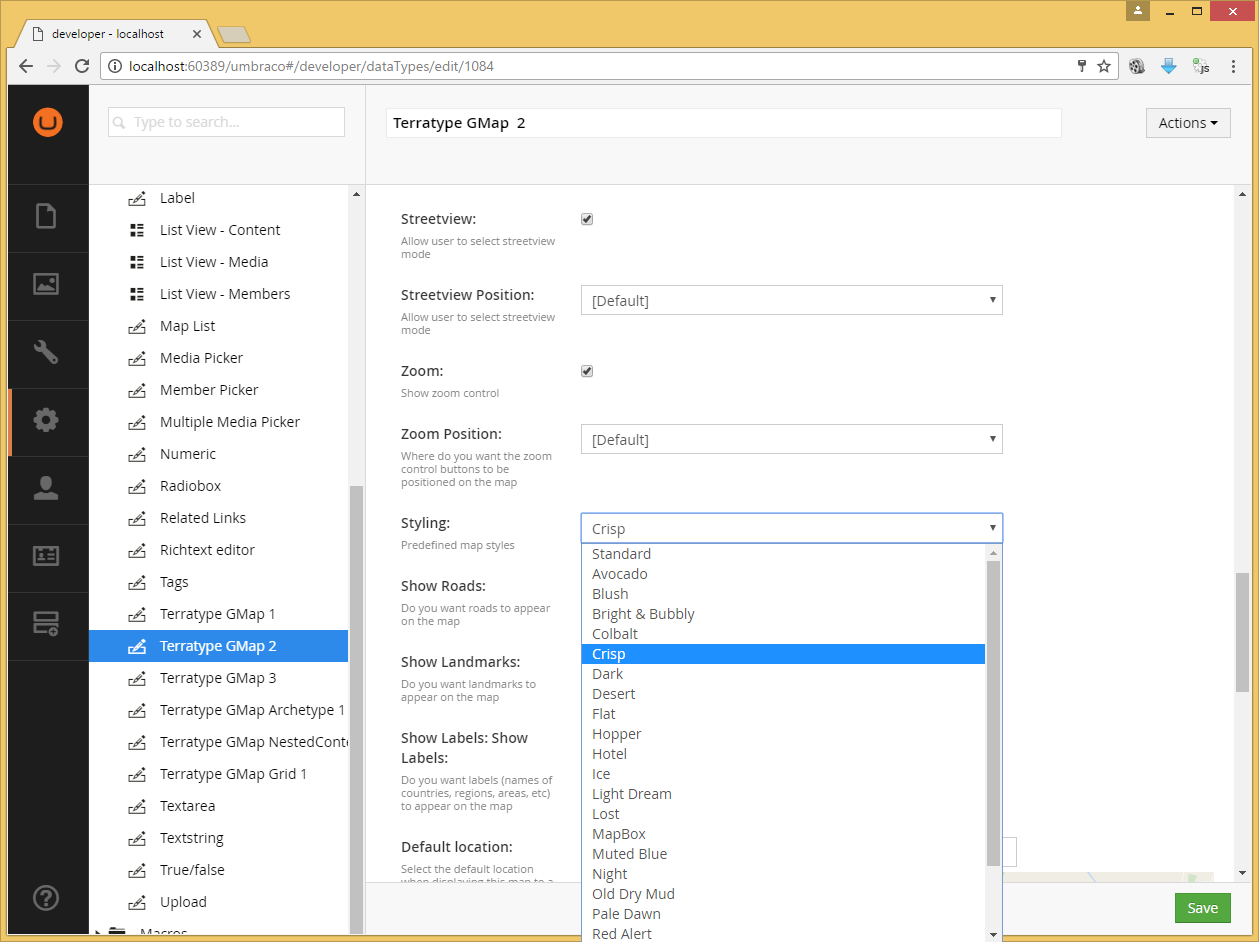 developer - localhost
localhost:60389/umbraco#/developer/dataTypes/edit/1084
js
Type to search...
Terratype GMap 2
Actions
Label
List View - Content
List View - Media
List View - Members
Map List
Media Picker
Member Picker
Multiple Media Picker
Numeric
Radiobox
Related Links
Richtext editor
Tags
Terratype GMap 1
Terratype GMap 2
Terratype GMap 3
Terratype GMap Archetype 1
Terratype GMap NestedConte
Terratype GMap Grid 1
Textarea
Textstring
True/false
Upload
Macros
Streetview:
Allow user to select streetview
mode
Streetview Position:
[Default]
Allow user to select streetview
mode
Zoom:
Show zoom control
Zoom Position:
[Default]
Where do you want the zoom
control buttons to be
positioned on the map
Styling:
Crisp
Predefined map styles
Show Roads:
Do you want roads to appear
on the map
Show Landmarks:
Do you want landmarks to
appear on the map
Show Labels: Show
Labels:
Do you want labels (names of
countries, regions, areas, etc)
to appear on the map
Default location:
Select the default location
when displaying this map to a
Standard
Avocado
Blush
Bright & Bubbly
Colbalt
Crisp
Dark
Desert
Flat
Hopper
Hotel
Ice
Light Dream
Lost
MapBox
Muted Blue
Night
Old Dry Mud
Pale Dawn
Red Alert
Save